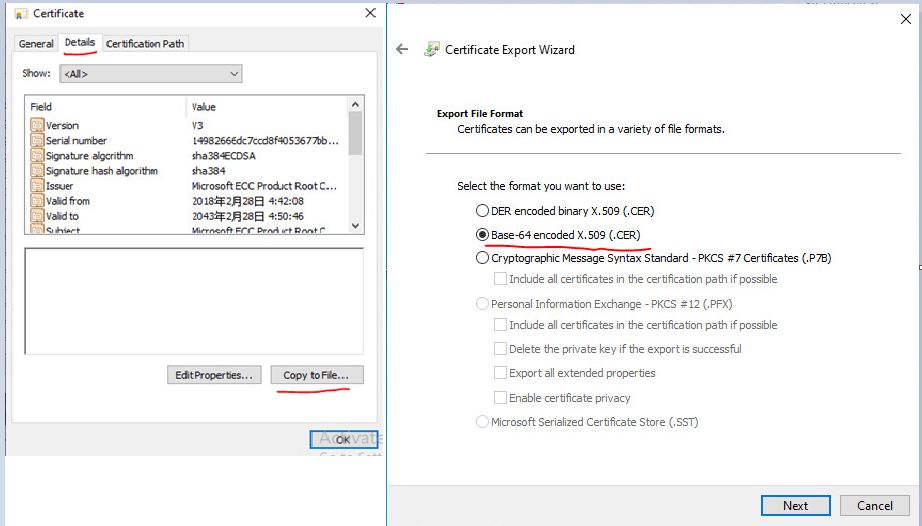 Certificate
General Details Certification Path
Show: <All>
Field Value
Version V3
Serial number 14982666dc7ccd8f4053677bb...
Signature algorithm sha384ECDSA
Signature hash algorithm sha384
Issuer Microsoft ECC Product Root C...
Valid from 2018年2月28日 4:42:08
Valid to 2043年2月28日 4:50:46
Subject Microsoft ECC Product Root C...
Edit Properties... Copy to File...
OK
Activate
Certificate Export Wizard
Export File Format
Certificates can be exported in a variety of file formats.
Select the format you want to use:
DER encoded binary X.509 (.CER)
Base-64 encoded X.509 (.CER)
Cryptographic Message Syntax Standard - PKCS #7 Certificates (.P7B)
Include all certificates in the certification path if possible
Personal Information Exchange - PKCS #12 (.PFX)
Include all certificates in the certification path if possible
Delete the private key if the export is successful
Export all extended properties
Enable certificate privacy
Microsoft Serialized Certificate Store (.SST)
Next Cancel